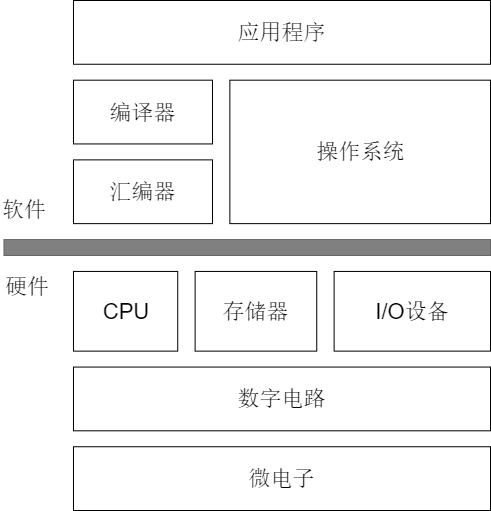 应用程序
编译器
操作系统
汇编器
软件
硬件
CPU
存储器
I/O设备
数字电路
微电子